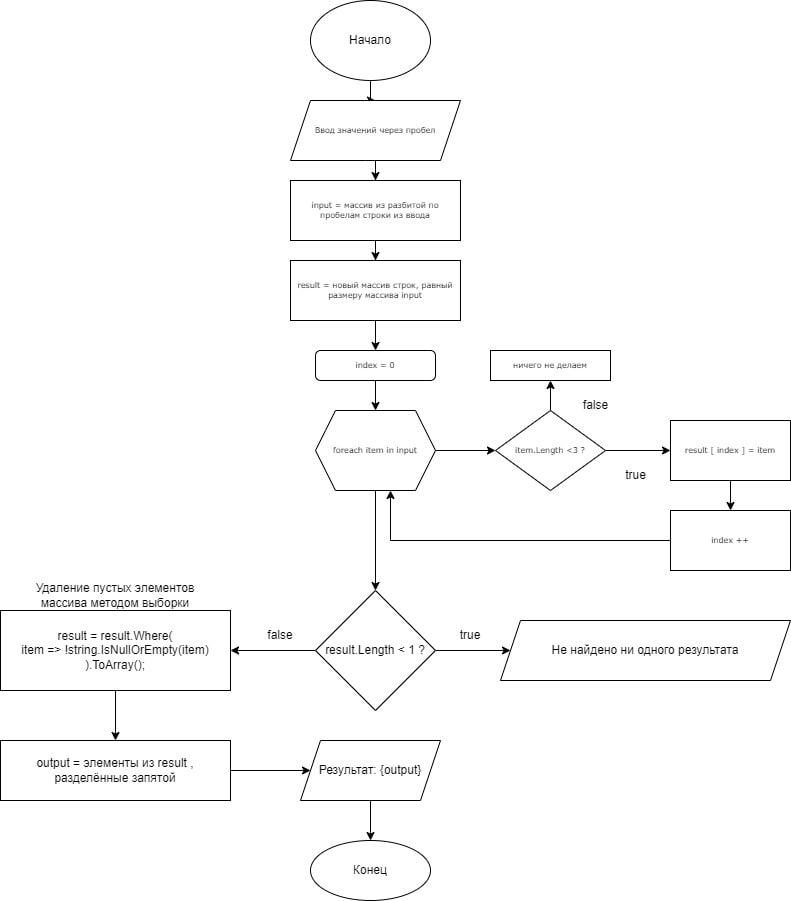 Начало
Ввод значений через пробел
input = массив из разбитой по
пробелам строки из ввода
result = новый массив строк, равный
размеру массива input
index = 0
ничего не делаем
false
foreach item in input
item.Length <3 ?
result [ index ] = item
true
index ++
Удаление пустых элементов
массива методом выборки
result = result.Where(
item => !string.IsNullOrEmpty(item)
).ToArray();
false
result.Length < 1 ?
true
Не найдено ни одного результата
output = элементы из result ,
разделённые запятой
Результат: {output}
Конец